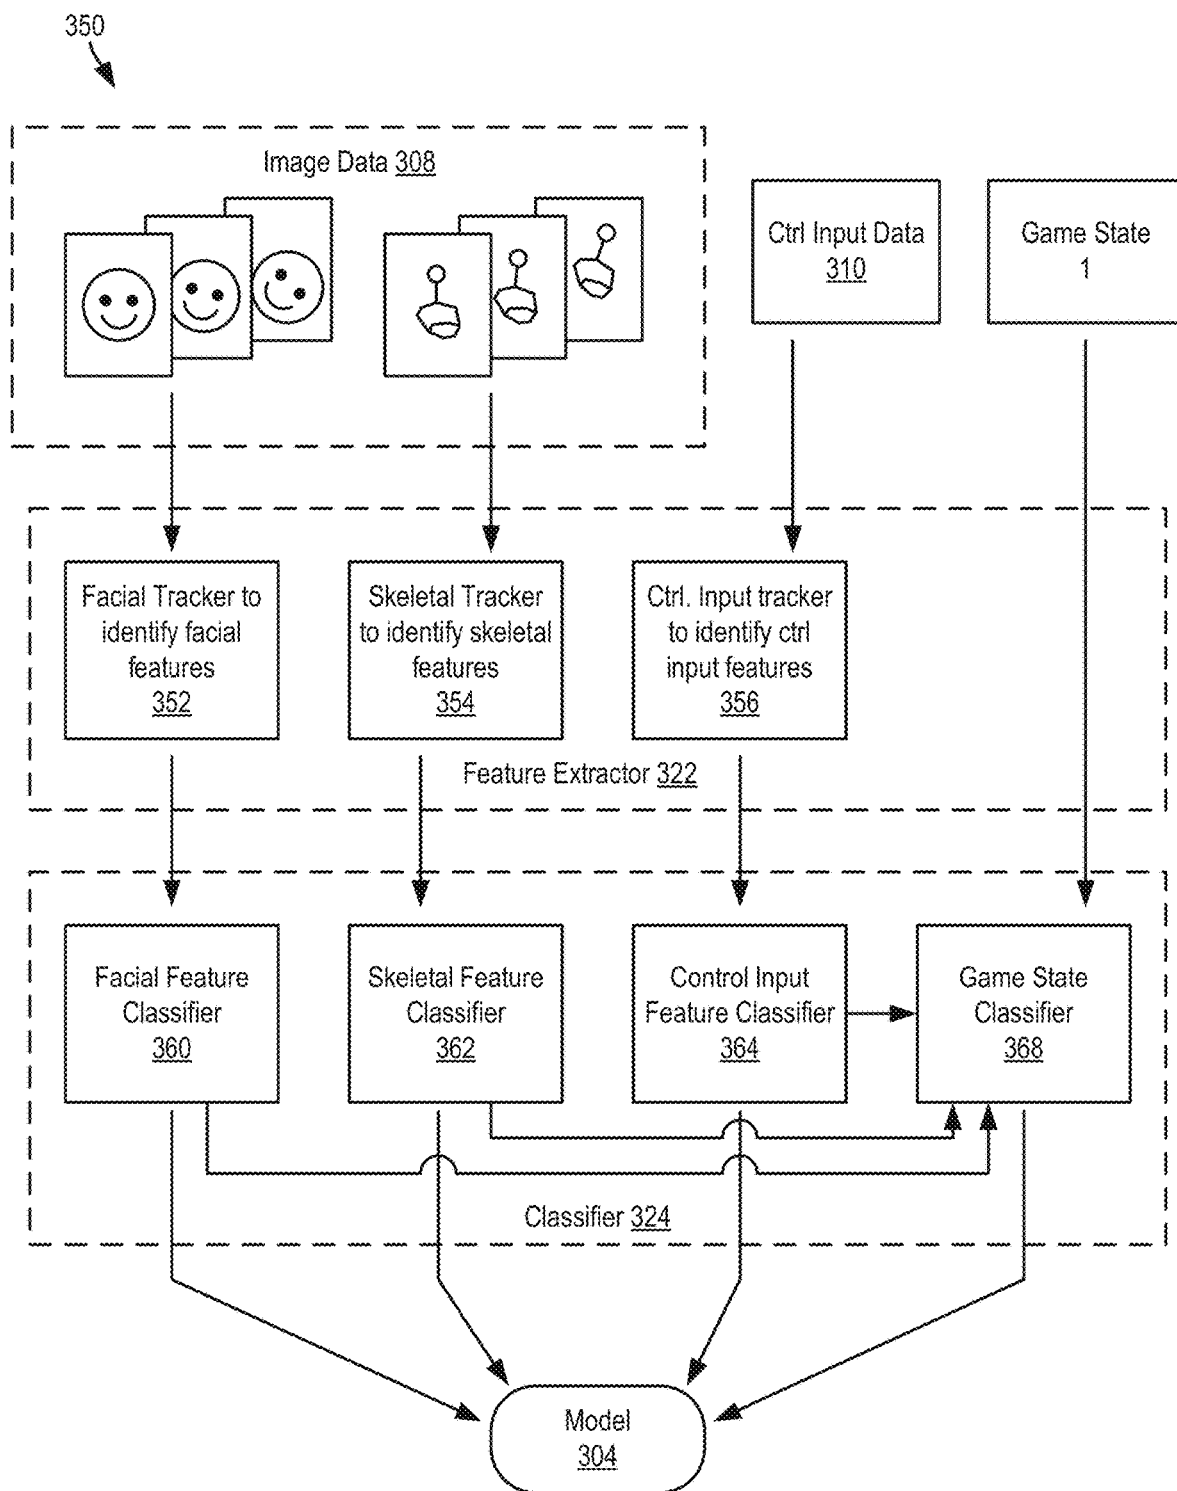 350
Image Data 308
Ctrl Input Data
310
Game State
1
Facial Tracker to
identify facial
features
352
Skeletal Tracker
to identify skeletal
features
354
Ctrl. Input tracker
to identify ctrl
input features
356
Feature Extractor 322
Facial Feature
Classifier
360
Skeletal Feature
Classifier
362
Control Input
Feature Classifier
364
Game State
Classifier
368
Classifier 324
Model
304